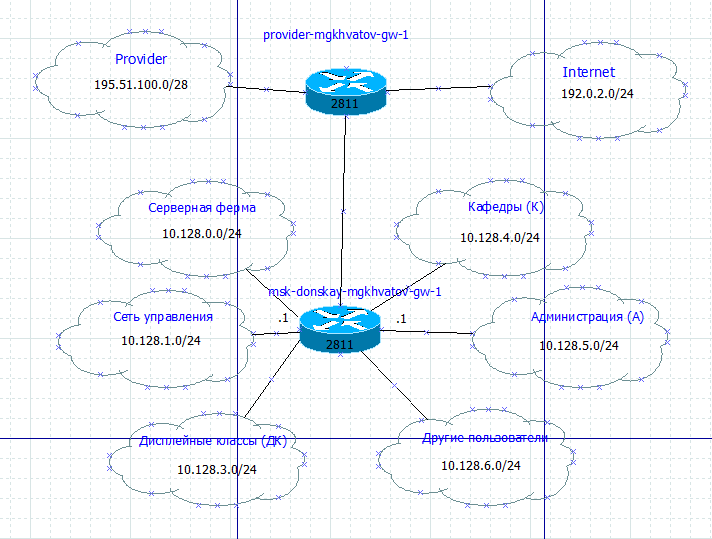 provider-mgkhvatov-gw-1
Provider
195.51.100.0/28
2811
Internet
192.0.2.0/24
Серверная ферма
10.128.0.0/24
Кафедры (К)
10.128.4.0/24
msk-donskay-mgkhvatov-gw-1
Сеть управления
10.128.1.0/24
.1
.1
2811
Администрация (А)
10.128.5.0/24
Дисплейные классы (ДК)
10.128.3.0/24
Другие пользователи
10.128.6.0/24